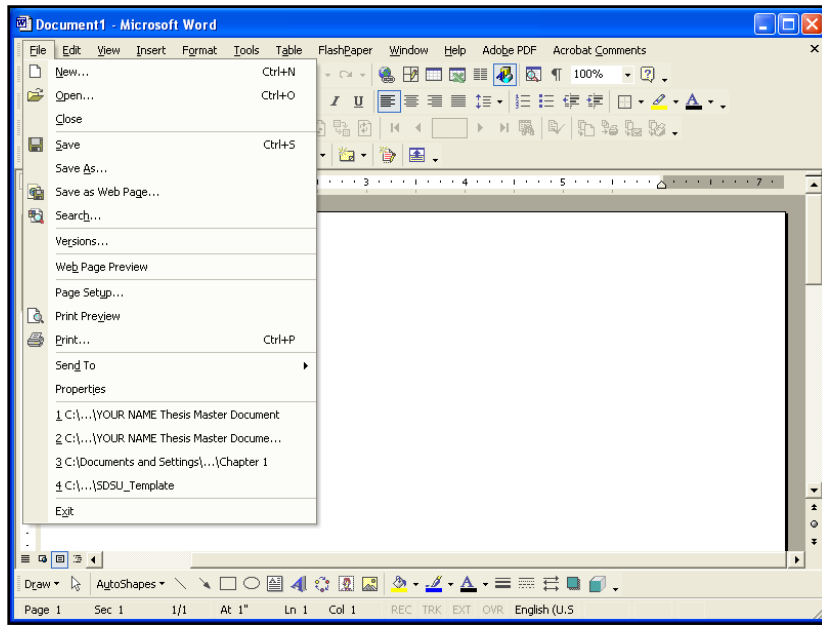 Document1 - Microsoft Word
File Edit View Insert Format Tools Table FlashPaper Window Help Adobe PDF Acrobat Comments
New... Ctrl+N
100%
Open... Ctrl+O
Close
Save Ctrl+S
Save As...
Save as Web Page...
3 4 5 7
Search...
Versions...
Web Page Preview
Page Setup...
Print Preview
Print... Ctrl+P
Send To
Properties
1 C:\...\YOUR NAME Thesis Master Document
2 C:\...\YOUR NAME Thesis Master Docume...
3 C:\Documents and Settings\...\Chapter 1
4 C:\...\SDSU_Template
Exit
Draw AutoShapes
Page 1 Sec 1 1/1 At 1" Ln 1 Col 1 REC TRK EXT OVR English (U.S